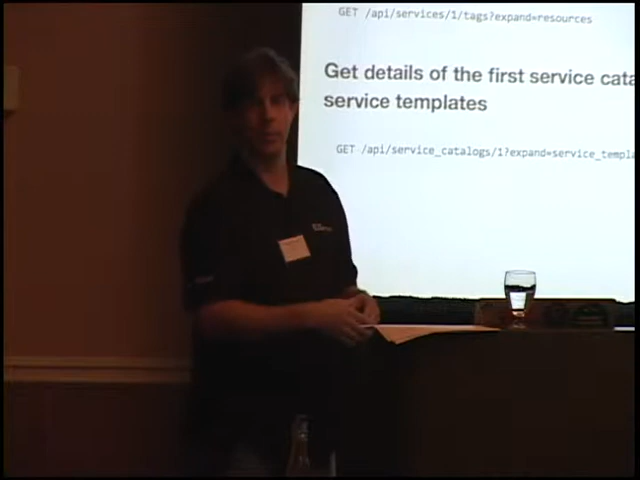 GET /api/services/1/tags?expand=resources
Get details of the first service cata
service templates
GET /api/service_catalogs/1?expand=service_templa